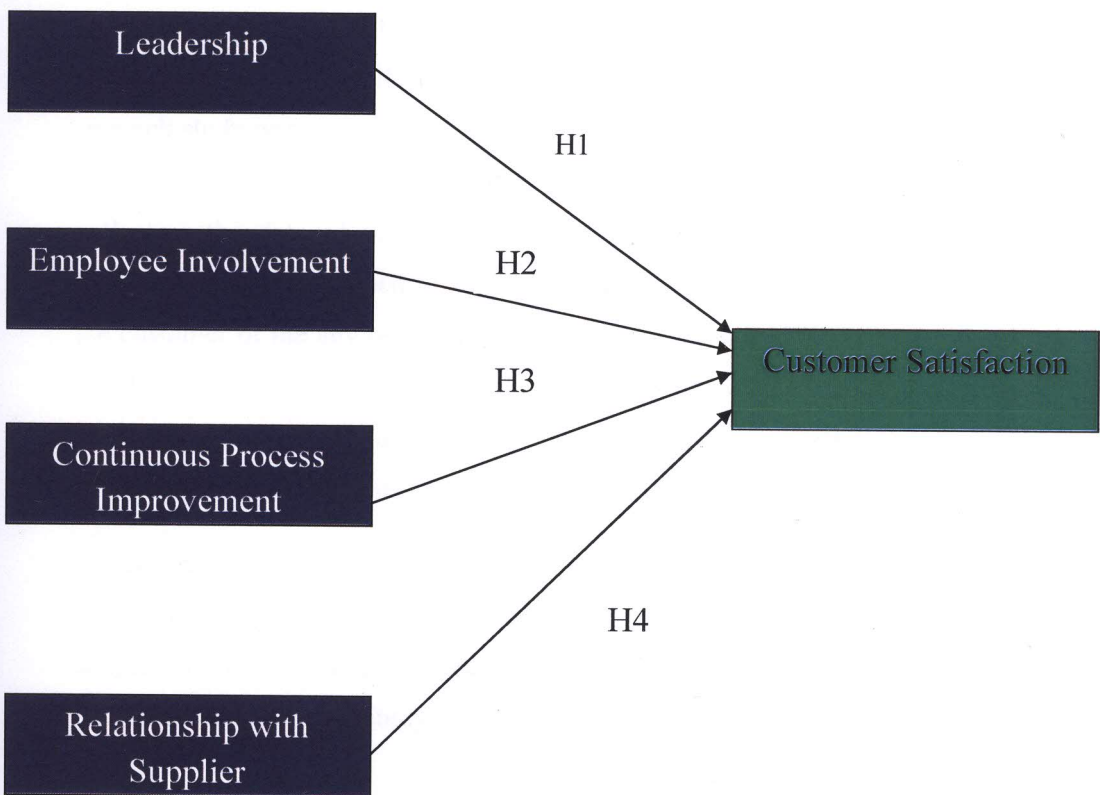 Leadership
H1
Employee Involvement
H2
Customer Satisfaction
H3
Continuous Process
Improvement
H4
Relationship with
Supplier